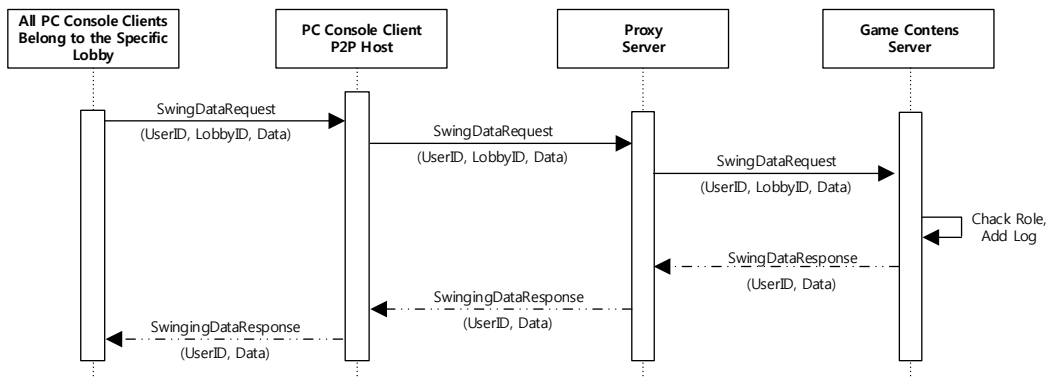 All PC Console Clients
Belong to the Specific
Lobby
PC Console Client
P2P Host
Proxy
Server
Game Contens
Server
SwingDataRequest
(UserID, LobbyID, Data)
SwingDataRequest
(UserID, LobbyID, Data)
SwingDataRequest
(UserID, LobbyID, Data)
Chack Role,
Add Log
SwingDataResponse
(UserID, Data)
SwingingDataResponse
(UserID, Data)
SwingingDataResponse
(UserID, Data)